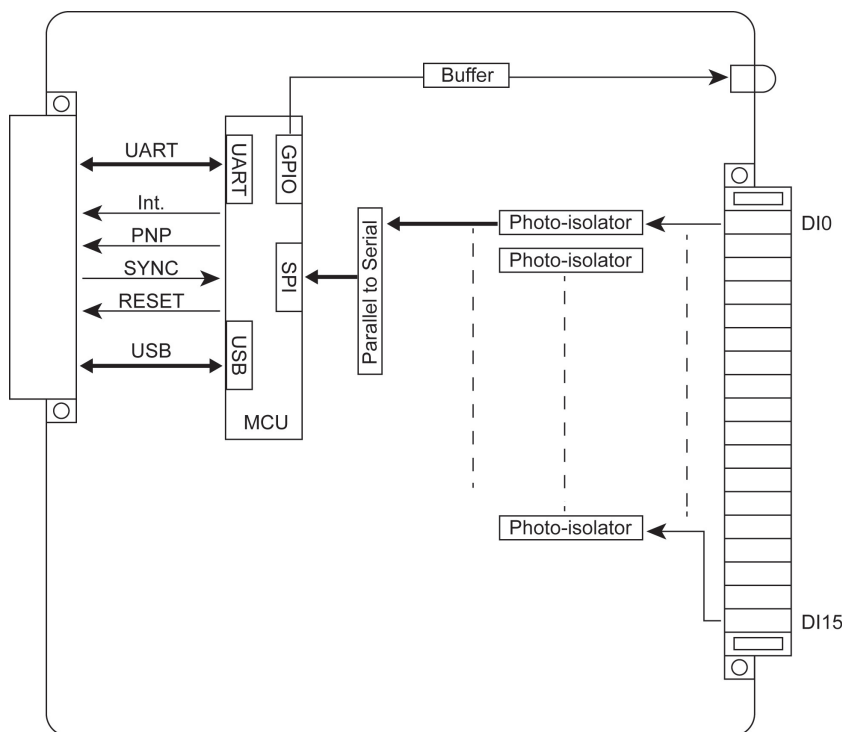 Buffer
UART
UART
GPIO
Int.
PNP
SYNC
RESET
USB
USB
SPI
MCU
Parallel to Serial
Photo-isolator
Photo-isolator
Photo-isolator
DI0
DI15